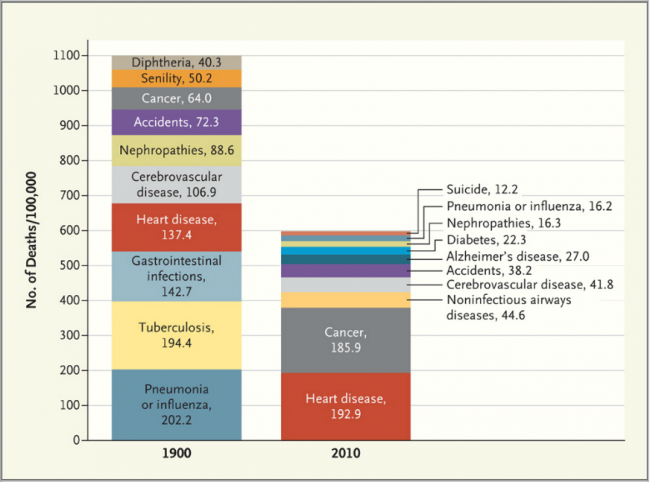 No. of Deaths/100,000
1100
1000
900
800
700
600
500
400
300
200
100
0
Diphtheria, 40.3
Senility, 50.2
Cancer, 64.0
Accidents, 72.3
Nephropathies, 88.6
Cerebrovascular
disease, 106.9
Heart disease,
137.4
Gastrointestinal
infections,
142.7
Tuberculosis,
194.4
Pneumonia
or influenza,
202.2
Cancer,
185.9
Heart disease,
192.9
Suicide, 12.2
Pneumonia or influenza, 16.2
Nephropathies, 16.3
Diabetes, 22.3
Alzheimer's disease, 27.0
Accidents, 38.2
Cerebrovascular disease, 41.8
Noninfectious airways
diseases, 44.6
1900
2010